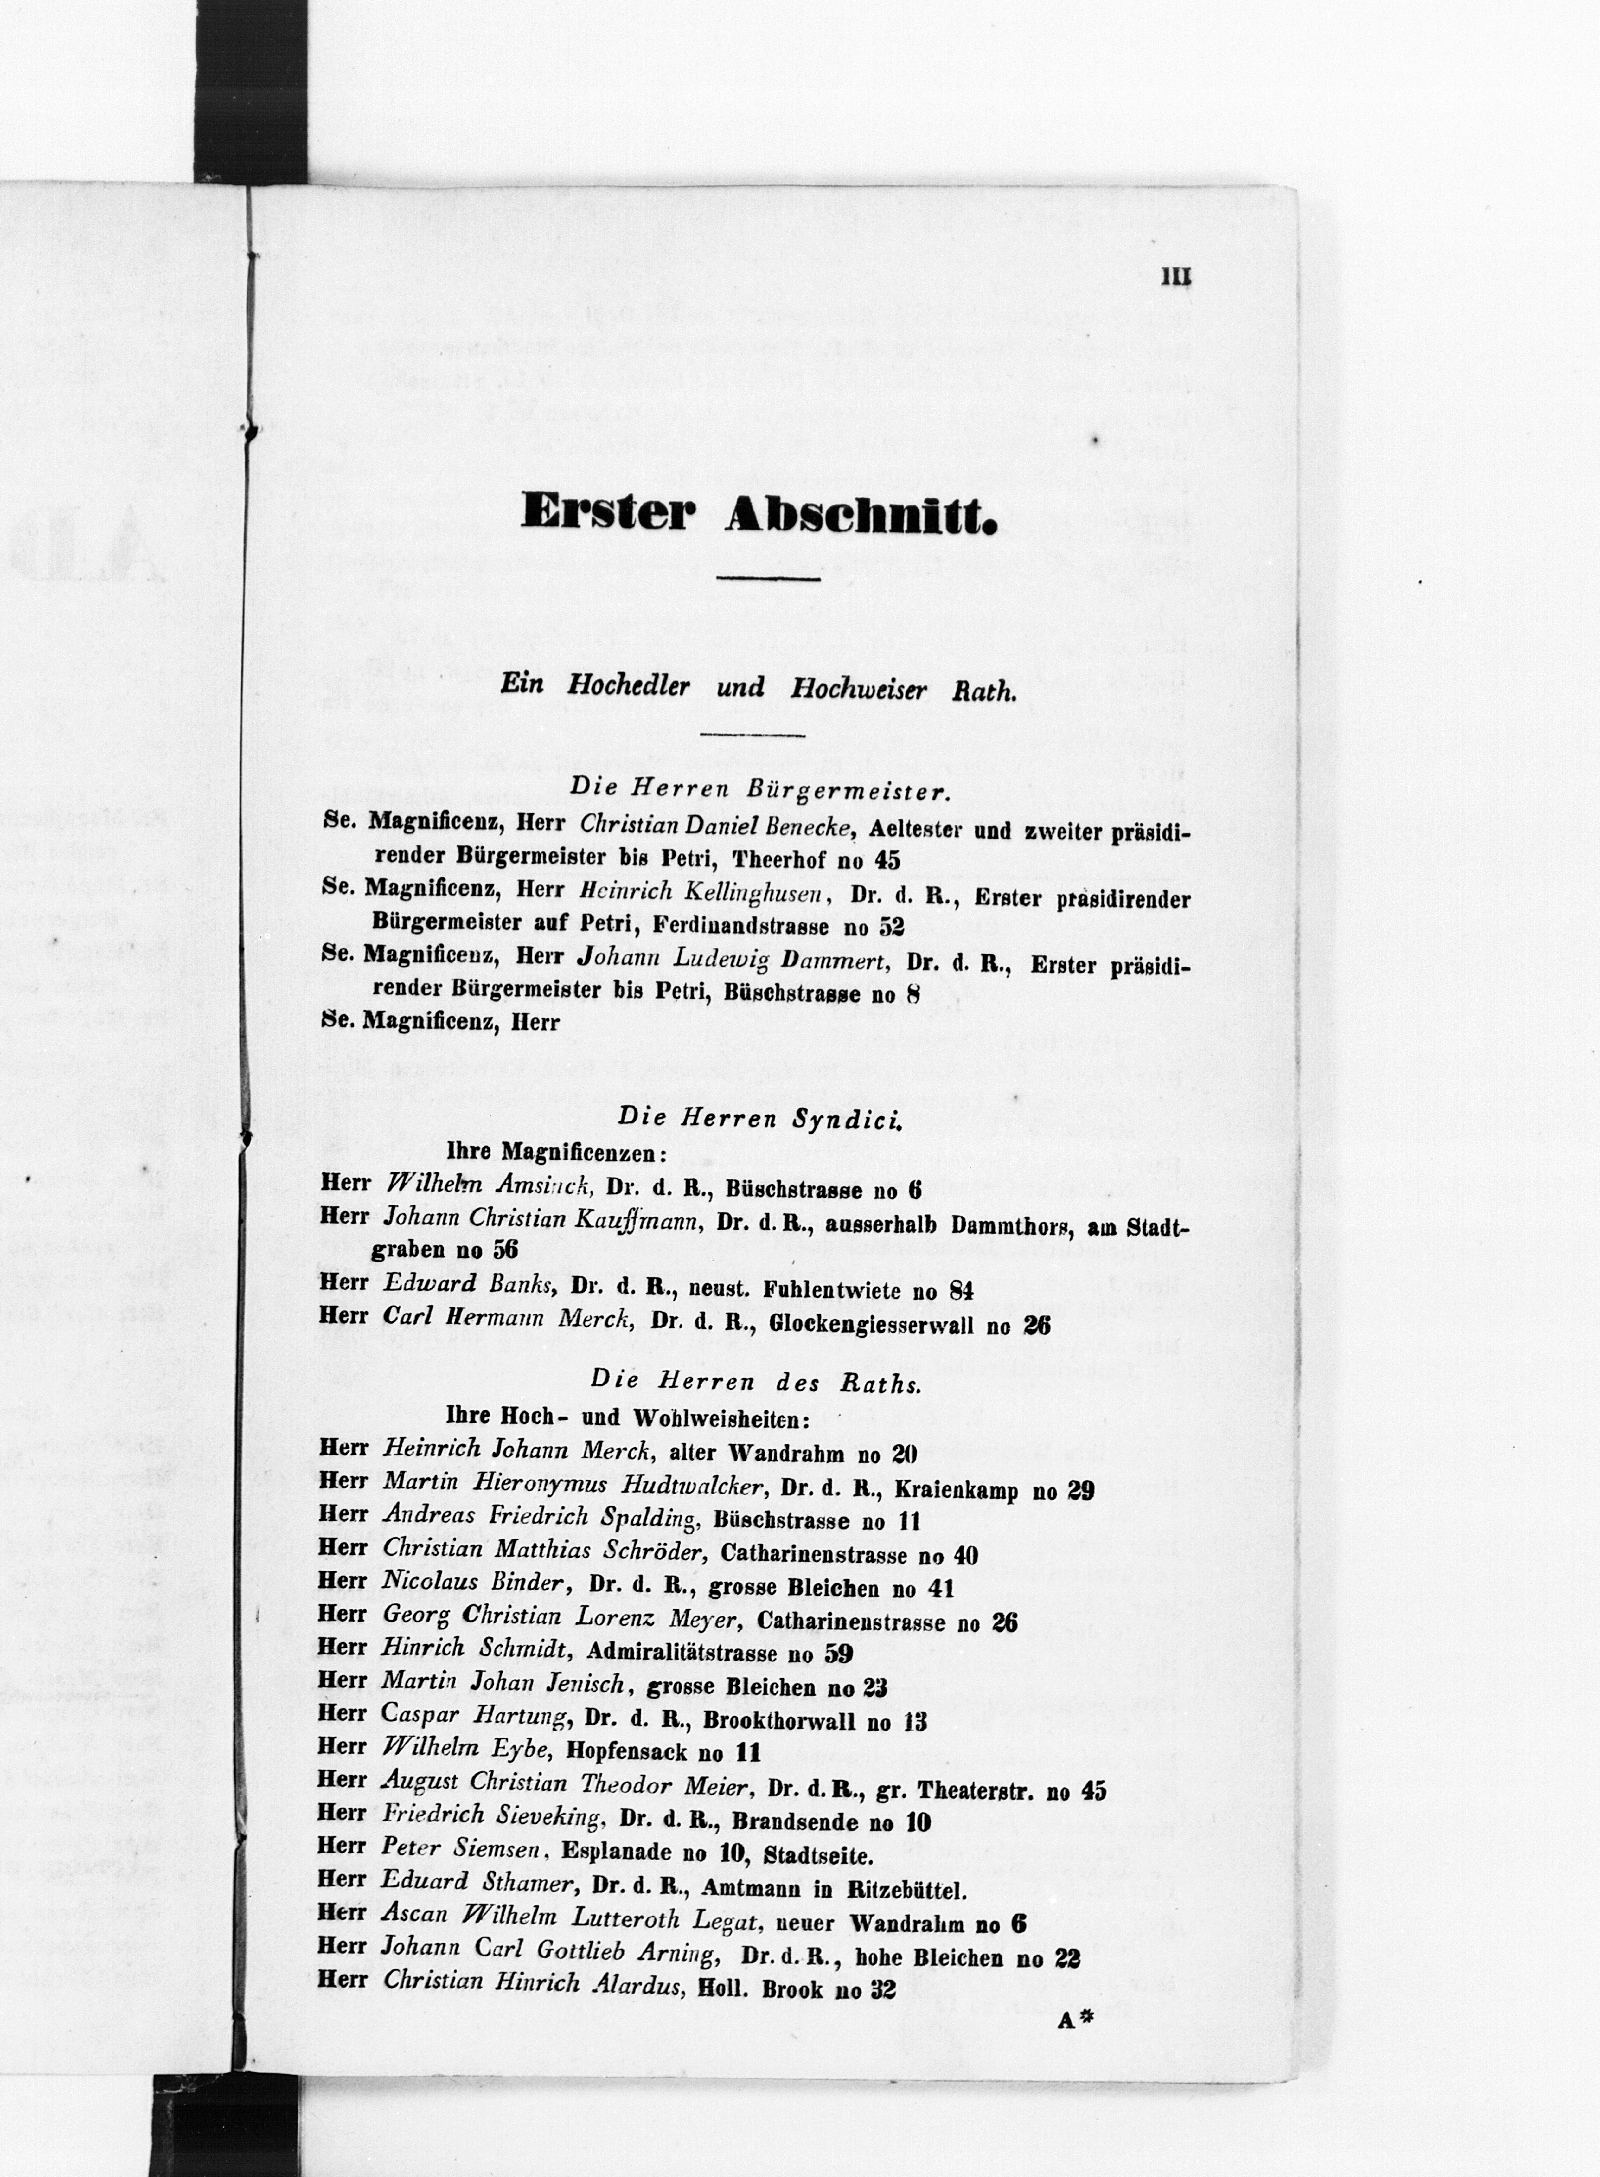 III
Erster Abschnitt.
Ein Hochedler und Hochweiser Rath.
Die Herren Bürgermeister.
Se. Magnificenz, Herr Christian Daniel Benecke, Aeltester und zweiter präsidi-
render Bürgermeister bis Petri, Theerhof no 45
Se. Magnificenz, Herr Heinrich Kellinghusen, Dr. d. R., Erster präsidirender
Bürgermeister auf Petri, Ferdinandstrasse no 52
Se. Magnificenz, Herr Johann Ludewig Dammert, Dr. d. R., Erster präsidi-
render Bürgermeister bis Petri, Büschstrasse no 8
Se. Magnificenz, Herr
Die Herren Syndici.
Ihre Magnificenzen:
Herr Wilhelm Amsinck, Dr. d. R., Büschstrasse no 6
Herr Johann Christian Kauffmann, Dr. d. R., ausserhalb Dammthors, am Stadt-
graben no 56
Herr Edward Banks, Dr. d. R., neust. Fuhlentwiete no 84
Herr Carl Hermann Merck, Dr. d. R., Glockengiesserwall no 26
Die Herren des Raths.
Ihre Hoch- und Wohlweisheiten:
Herr Heinrich Johann Merck, alter Wandrahm no 20
Herr Martin Hieronymus Hudtwalcker, Dr. d. R., Kraienkamp no 29
Herr Andreas Friedrich Spalding, Büschstrasse no 11
Herr Christian Matthias Schröder, Catharinenstrasse no 40
Herr Nicolaus Binder, Dr. d. R., grosse Bleichen no 41
Herr Georg Christian Lorenz Meyer, Catharinenstrasse no 26
Herr Hinrich Schmidt, Admiralitätstrasse no 59
Herr Martin Johan Jenisch, grosse Bleichen no 23
Herr Caspar Hartung, Dr. d. R., Brookthorwall no 13
Herr Wilhelm Eybe, Hopfensack no 11
Herr August Christian Theodor Meier, Dr. d. R., gr. Theaterstr. no 45
Herr Friedrich Sieveking, Dr. d. R., Brandsende no 10
Herr Peter Siemsen, Esplanade no 10, Stadtseite.
Herr Eduard Sthamer, Dr. d. R., Amtmann in Ritzebüttel.
Herr Ascan Wilhelm Lutteroth Legat, neuer Wandrahm no 6
Herr Johann Carl Gottlieb Arning, Dr. d. R., hohe Bleichen no 22
Herr Christian Hinrich Alardus, Holl. Brook no 32
A*